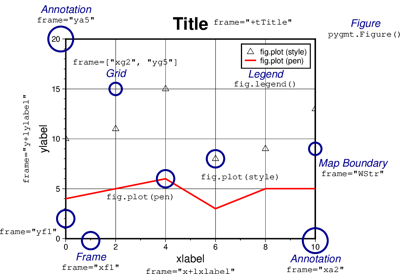 Annotation
frame="ya5"
Title
frame="+tTitle"
Figure
pygmt.Figure()
20
fig.plot (style)
fig.plot (pen)
frame=["xg2", "yg5"]
Grid
Legend
fig.legend()
15
frame="y+lylabel"
ylabel
10
Map Boundary
frame="WStr"
fig.plot(style)
5
fig.plot(pen)
frame="yf1"
0
0
2
4
6
8
10
Frame
frame="xf1"
xlabel
frame="x+lxlabel"
Annotation
frame="xa2"